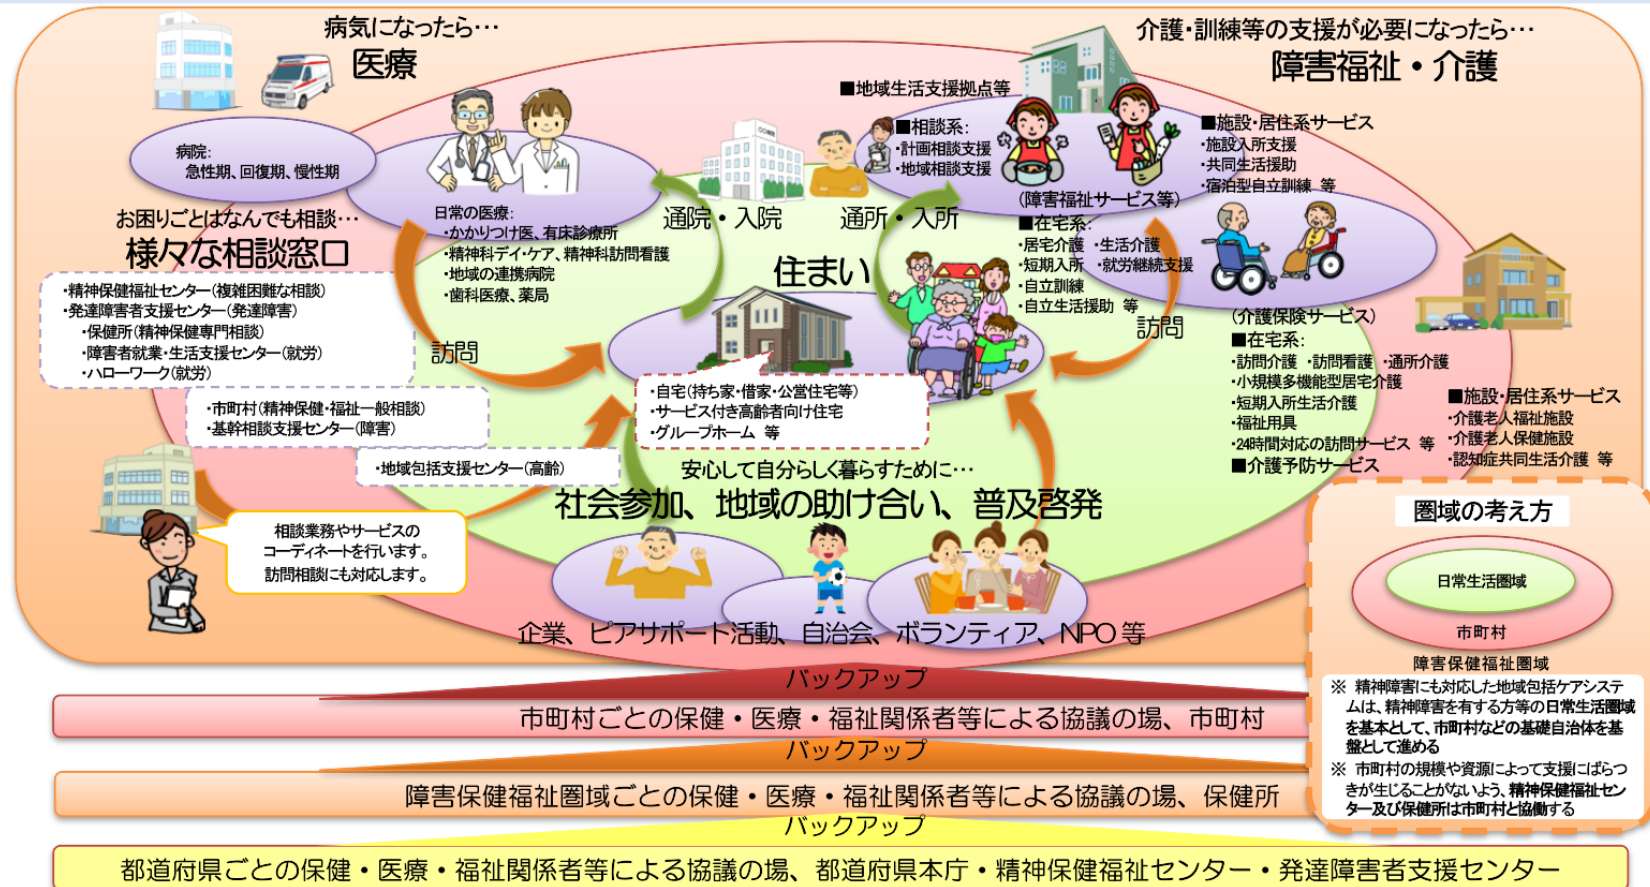 病気になったら…
医療
病院:
急性期、回復期、慢性期
日常の医療:
・かかりつけ医、有床診療所
・精神科デイ・ケア、精神科訪問看護
・地域の連携病院
・歯科医療、薬局
通院・入院
通所・入所
介護・訓練等の支援が必要になったら…
障害福祉・介護
■地域生活支援拠点等
■相談系:
・計画相談支援
・地域相談支援
■施設・居住系サービス
・施設入所支援
・共同生活援助
・宿泊型自立訓練 等
(障害福祉サービス等)
■在宅系:
・居宅介護 ・生活介護
・短期入所 ・就労継続支援
・自立訓練
・自立生活援助 等
訪問
(介護保険サービス)
■在宅系:
・訪問介護 ・訪問看護 ・通所介護
・小規模多機能型居宅介護
・短期入所生活介護
・福祉用具
・24時間対応の訪問サービス 等
■介護予防サービス
■施設・居住系サービス
・介護老人福祉施設
・介護老人保健施設
・認知症共同生活介護 等
お困りごとはなんでも相談…
様々な相談窓口
・精神保健福祉センター(複雑困難な相談)
・発達障害者支援センター(発達障害)
・保健所(精神保健専門相談)
・障害者就業・生活支援センター(就労)
・ハローワーク(就労)
・市町村(精神保健・福祉一般相談)
・基幹相談支援センター(障害)
・地域包括支援センター(高齢)
訪問
相談業務やサービスの
コーディネートを行います。
訪問相談にも対応します。
住まい
・自宅(持ち家・借家・公営住宅等)
・サービス付き高齢者向け住宅
・グループホーム 等
安心して自分らしく暮らすために…
社会参加、地域の助け合い、普及啓発
企業、ピアサポート活動、自治会、ボランティア、NPO等
圏域の考え方
日常生活圏域
市町村
障害保健福祉圏域
※ 精神障害にも対応した地域包括ケアシステ
ムは、精神障害を有する方等の日常生活圏域
を基本として、市町村などの基礎自治体を基
盤として進める
※ 市町村の規模や資源によって支援にばらつ
きが生じることがないよう、精神保健福祉セン
ター及び保健所は市町村と協働する
バックアップ
市町村ごとの保健・医療・福祉関係者等による協議の場、市町村
バックアップ
障害保健福祉圏域ごとの保健・医療・福祉関係者等による協議の場、保健所
バックアップ
都道府県ごとの保健・医療・福祉関係者等による協議の場、都道府県本庁・精神保健福祉センター・発達障害者支援センター